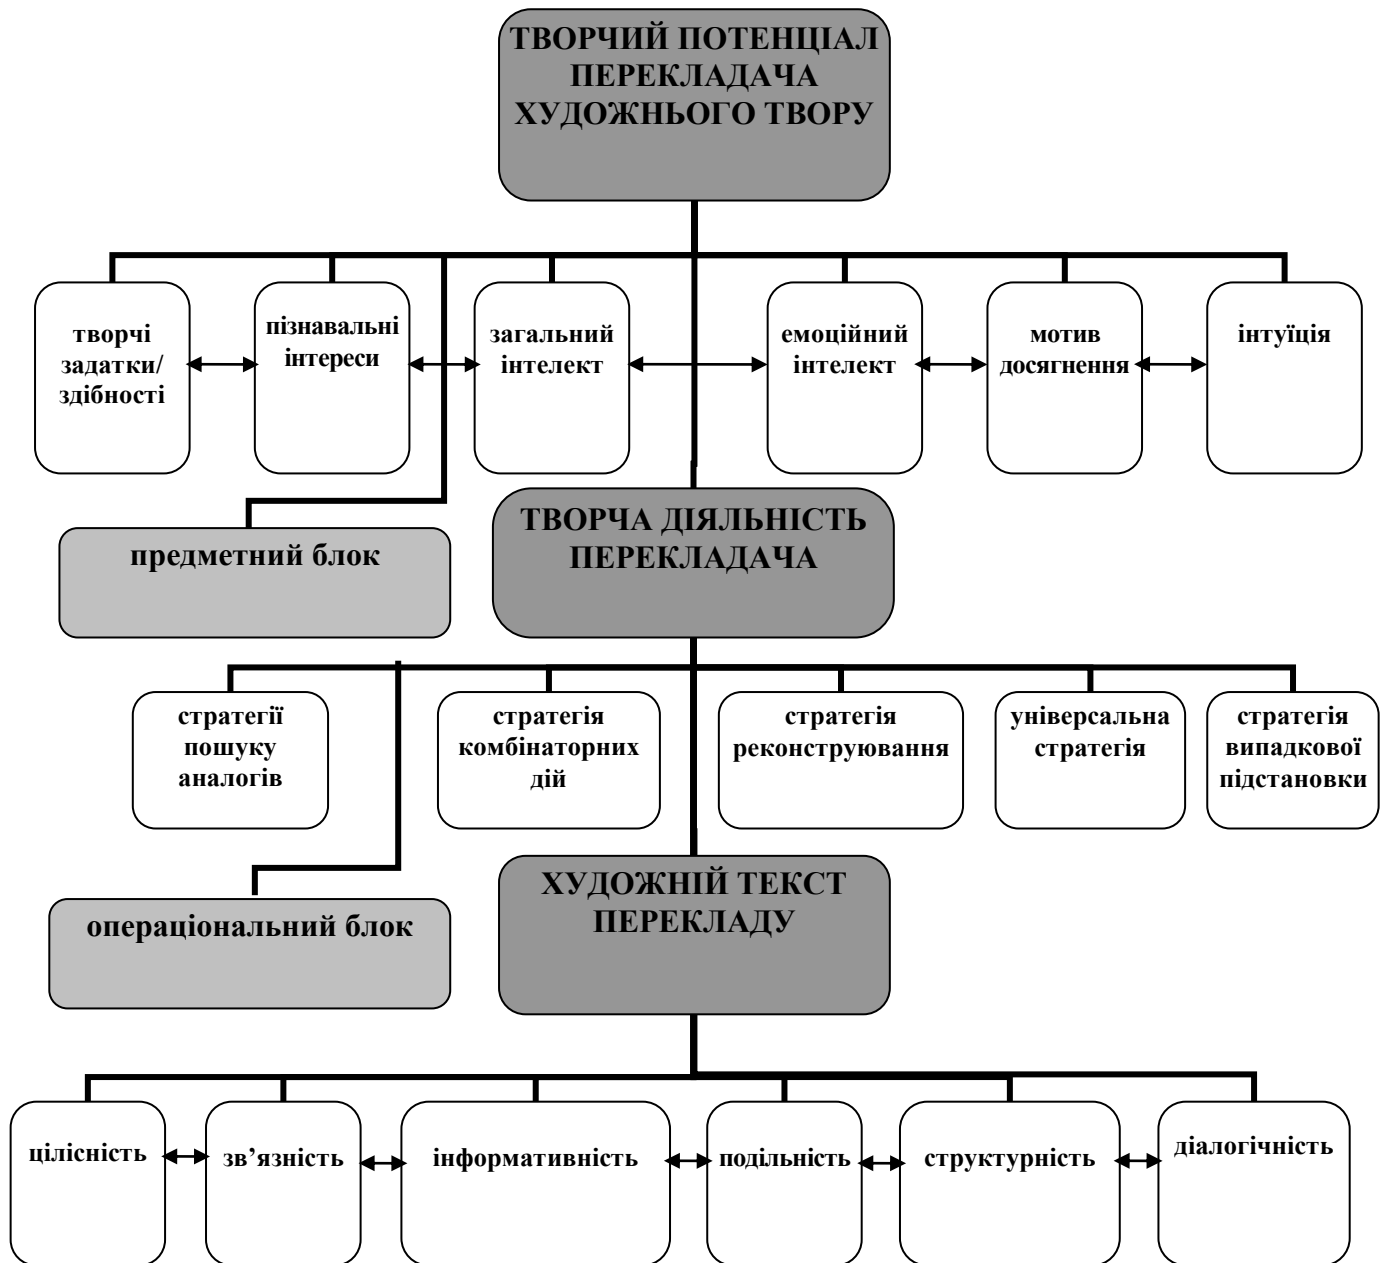 ТВОРЧИЙ ПОТЕНЦІАЛ
ПЕРЕКЛАДАЧА
ХУДОЖНЬОГО ТВОРУ
творчі
задатки/
здібності
пізнавальні
інтереси
загальний
інтелект
емоційний
інтелект
мотив
досягнення
інтуїція
предметний блок
ТВОРЧА ДІЯЛЬНІСТЬ
ПЕРЕКЛАДАЧА
стратегії
пошуку
аналогів
стратегія
комбінаторних
дій
стратегія
реконструювання
універсальна
стратегія
стратегія
випадкової
підстановки
операціональний блок
ХУДОЖНІЙ ТЕКСТ
ПЕРЕКЛАДУ
цілісність
зв’язність
інформативність
подільність
структурність
діалогічність